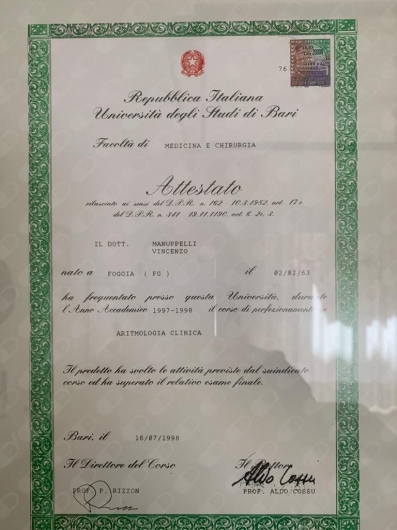 76
Repubblica Italiana
Università degli Studi di Bari
Facoltà di MEDICINA E CHIRURGIA
Attestato
rilasciato ai sensi del D.P.R. n. 162 - 10.3.1982, art. 17 e
del D.P.R. n. 341 - 19.11.1190, art. 6, 2c. 3.
IL DOTT. MANUPPELLI
VINCENZO
nato a FOGGIA ( FG ) il 02/02/63
ha frequentato presso questa Università, durante
l'Anno Accademico 1997-1998 il corso di perfezionamento in
ARITMOLOGIA CLINICA
Il predetto ha svolto le attività previste dal suindicato
corso ed ha superato il relativo esame finale.
Bari, il 16/07/1998
Il Direttore del Corso Il Rettore
Aldo Cossu
PROF. P. RIZZON PROF. ALDO COSSU